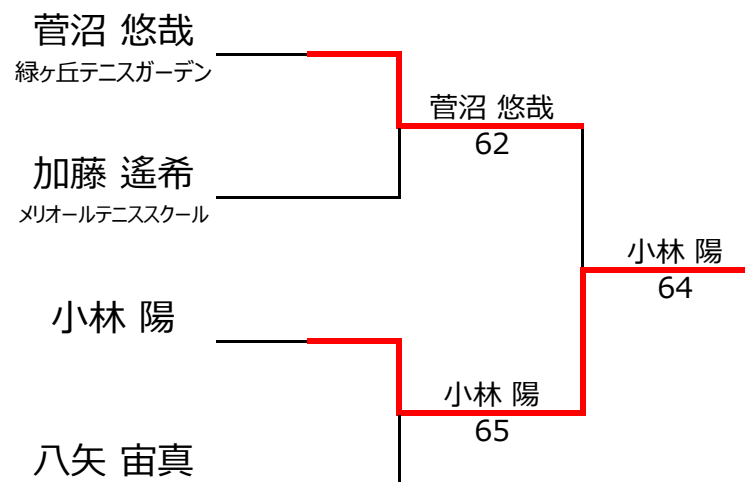 菅沼 悠哉
緑ヶ丘テニスガーデン
菅沼 悠哉
62
加藤 遙希
メリオールテニススクール
小林 陽
64
小林 陽
小林 陽
65
八矢 宙真